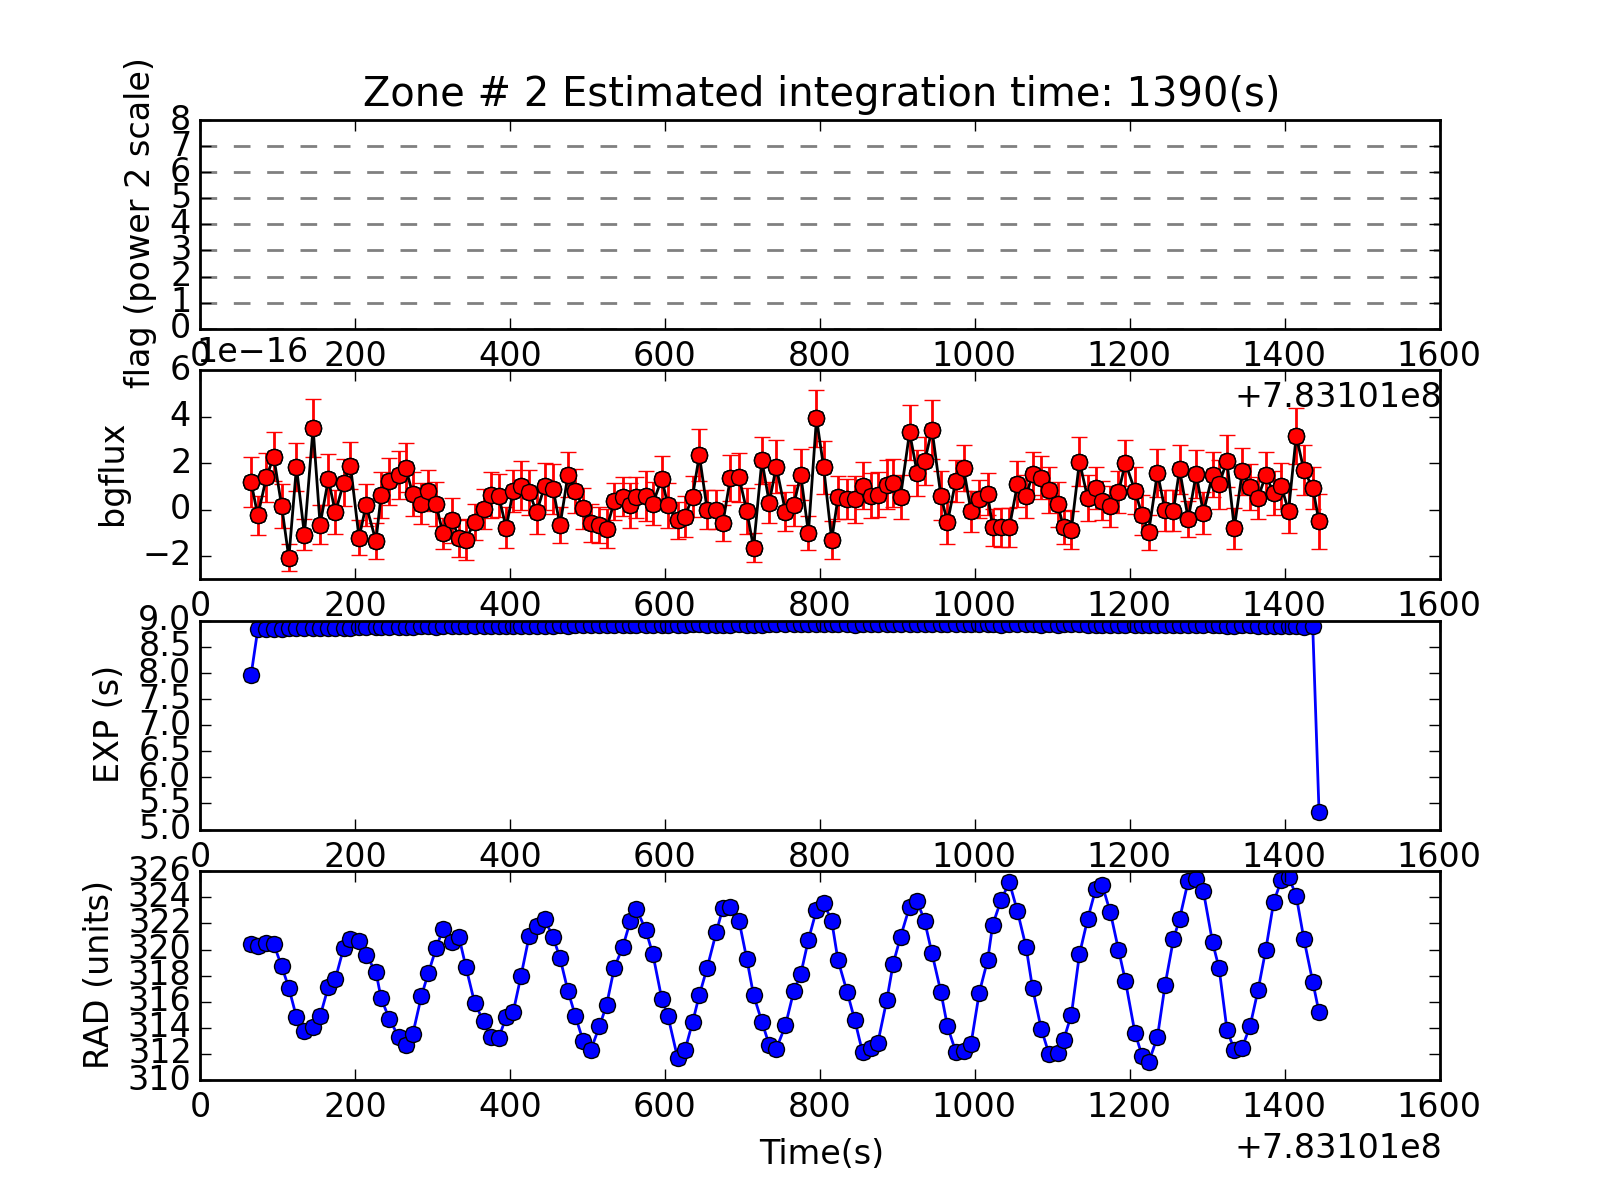 Zone # 2 Estimated integration time: 1390(s)
flag (power 2 scale)
8
7
6
5
4
3
2
1
0
0 200 400 600 800 1000 1200 1400 1600
1e−16
+7.83101e8
bgflux
6
4
2
0
−2
0 200 400 600 800 1000 1200 1400 1600
EXP (s)
9.0
8.5
8.0
7.5
7.0
6.5
6.0
5.5
5.0
0 200 400 600 800 1000 1200 1400 1600
RAD (units)
326
324
322
320
318
316
314
312
310
0 200 400 600 800 1000 1200 1400 1600
Time(s)
+7.83101e8